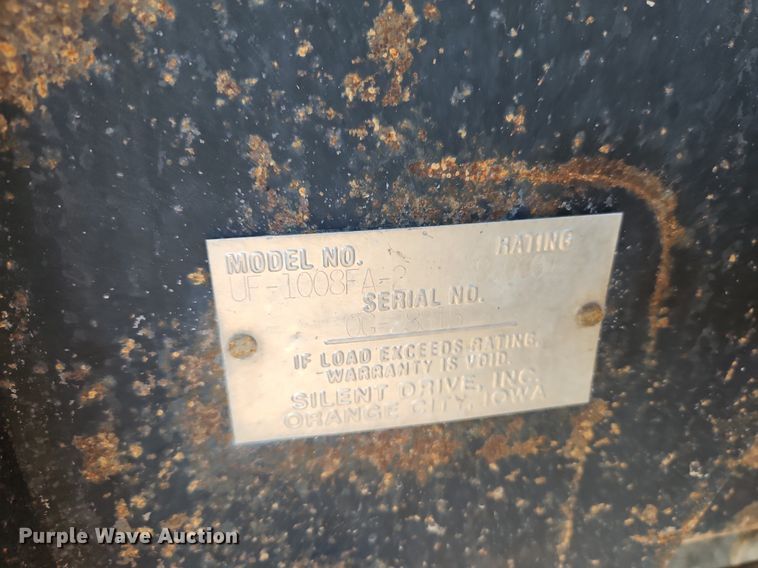 MODEL NO. RATING
UF-1008FA-2
SERIAL NO.
IF LOAD EXCEEDS RATING,
WARRANTY IS VOID.
SILENT DRIVE, INC.
ORANGE CITY, IOWA
Purple Wave Auction